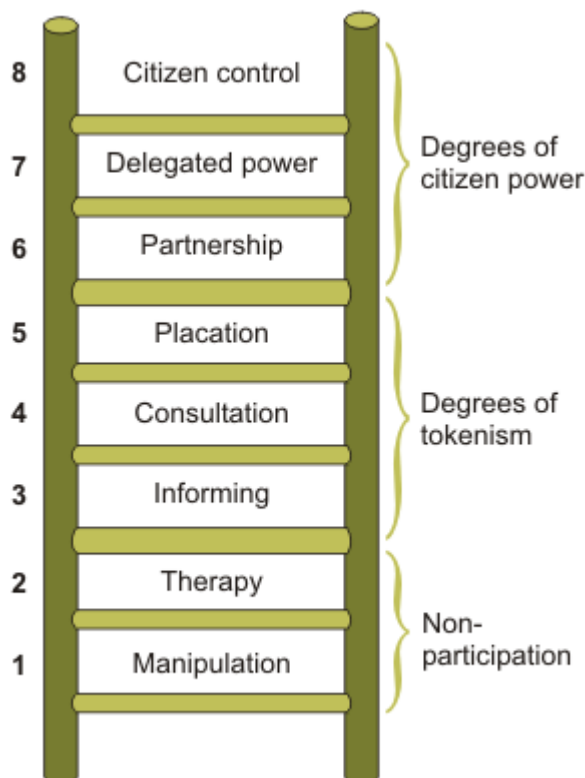 8 Citizen control
7 Delegated power
Degrees of
citizen power
6 Partnership
5 Placation
4 Consultation
Degrees of
tokenism
3 Informing
2 Therapy
Non-
participation
1 Manipulation